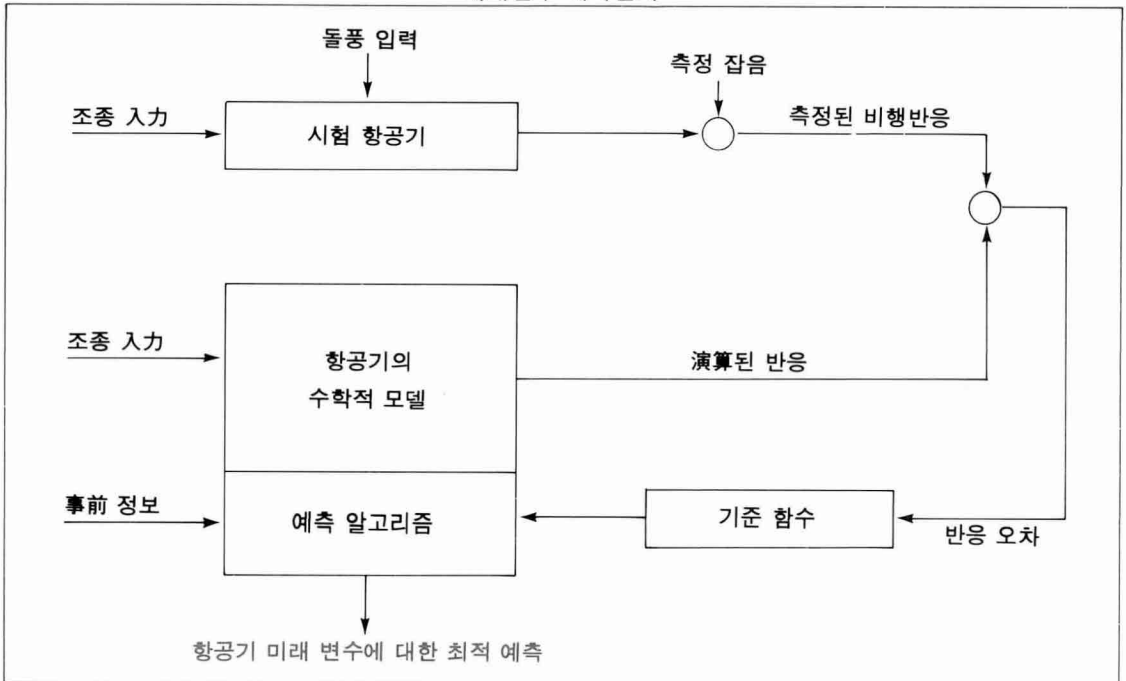 돌풍 입력
측정 잡음
조종 入力
시험 항공기
측정된 비행반응
조종 入力
항공기의
수학적 모델
演算된 반응
事前 정보
예측 알고리즘
기준 함수
반응 오차
항공기 미래 변수에 대한 최적 예측